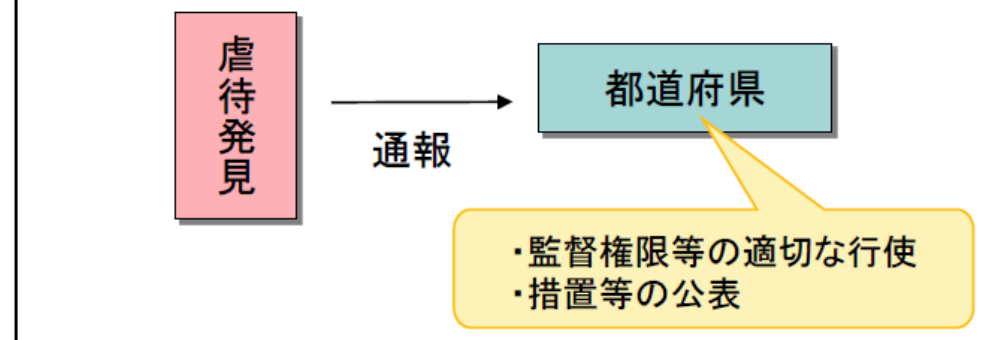 虐待発見
通報
都道府県
・監督権限等の適切な行使
・措置等の公表